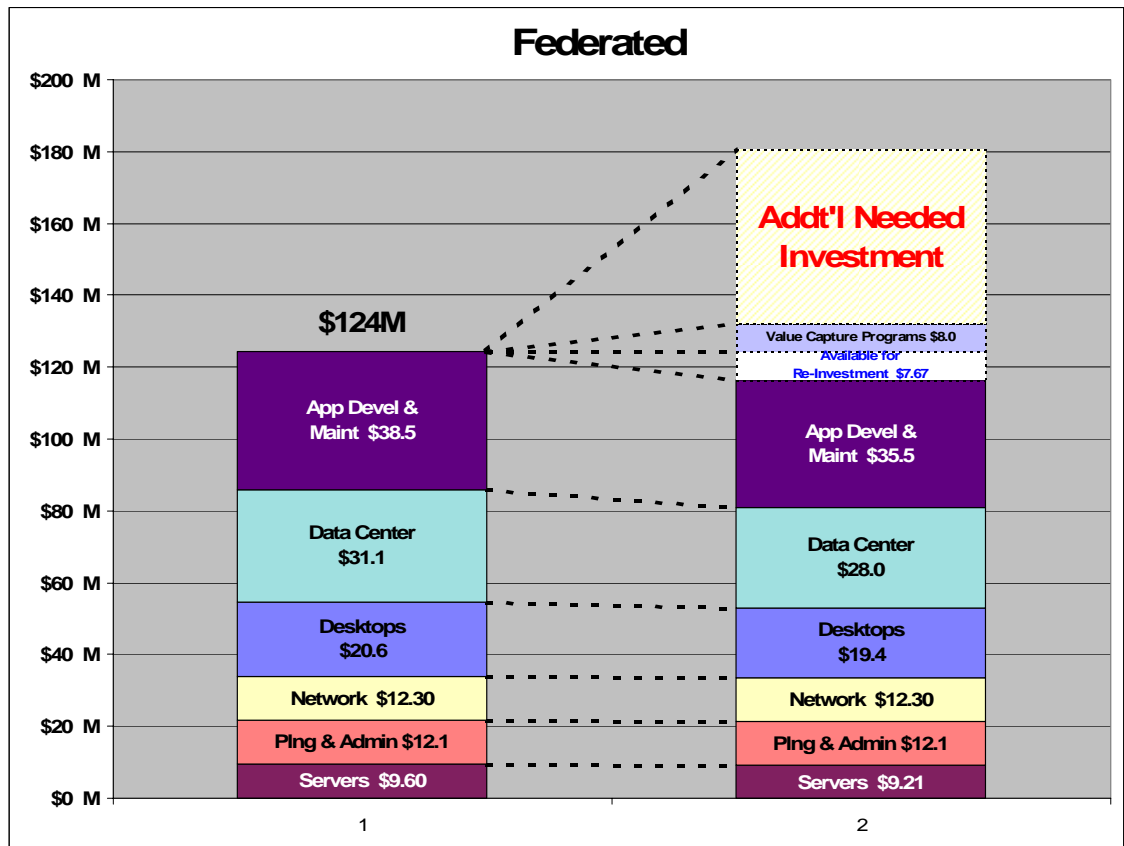 Federated
$200 M
$180 M
$160 M
$140 M
$120 M
$100 M
$80 M
$60 M
$40 M
$20 M
$0 M
$124M
App Devel &
Maint $38.5
Data Center
$31.1
Desktops
$20.6
Network $12.30
Plng & Admin $12.1
Servers $9.60
Addt'l Needed
Investment
Value Capture Programs $8.0
Available for
Re-Investment $7.67
App Devel &
Maint $35.5
Data Center
$28.0
Desktops
$19.4
Network $12.30
Plng & Admin $12.1
Servers $9.21
1
2